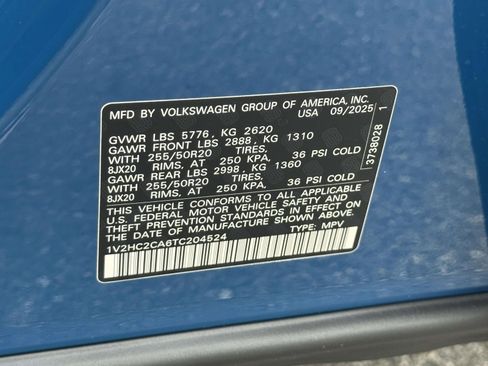 MFD BY VOLKSWAGEN GROUP OF AMERICA, INC.
USA 09/2025
GVWR LBS 5776, KG 2620
GAWR FRONT LBS 2888, KG 1310
WITH 255/50R20 TIRES.
8JX20 RIMS. AT 250 KPA, 36 PSI COLD
GAWR REAR LBS 2998, KG 1360
WITH 255/50R20 TIRES.
8JX20 RIMS. AT 250 KPA, 36 PSI COLD
THIS VEHICLE CONFORMS TO ALL APPLICABLE
U.S. FEDERAL MOTOR VEHICLE SAFETY AND
THEFT PREVENTION STANDARDS IN EFFECT ON
THE DATE OF MANUFACTURE SHOWN ABOVE.
1V2HC2CA6TC204524 TYPE: MPV
3738028 1